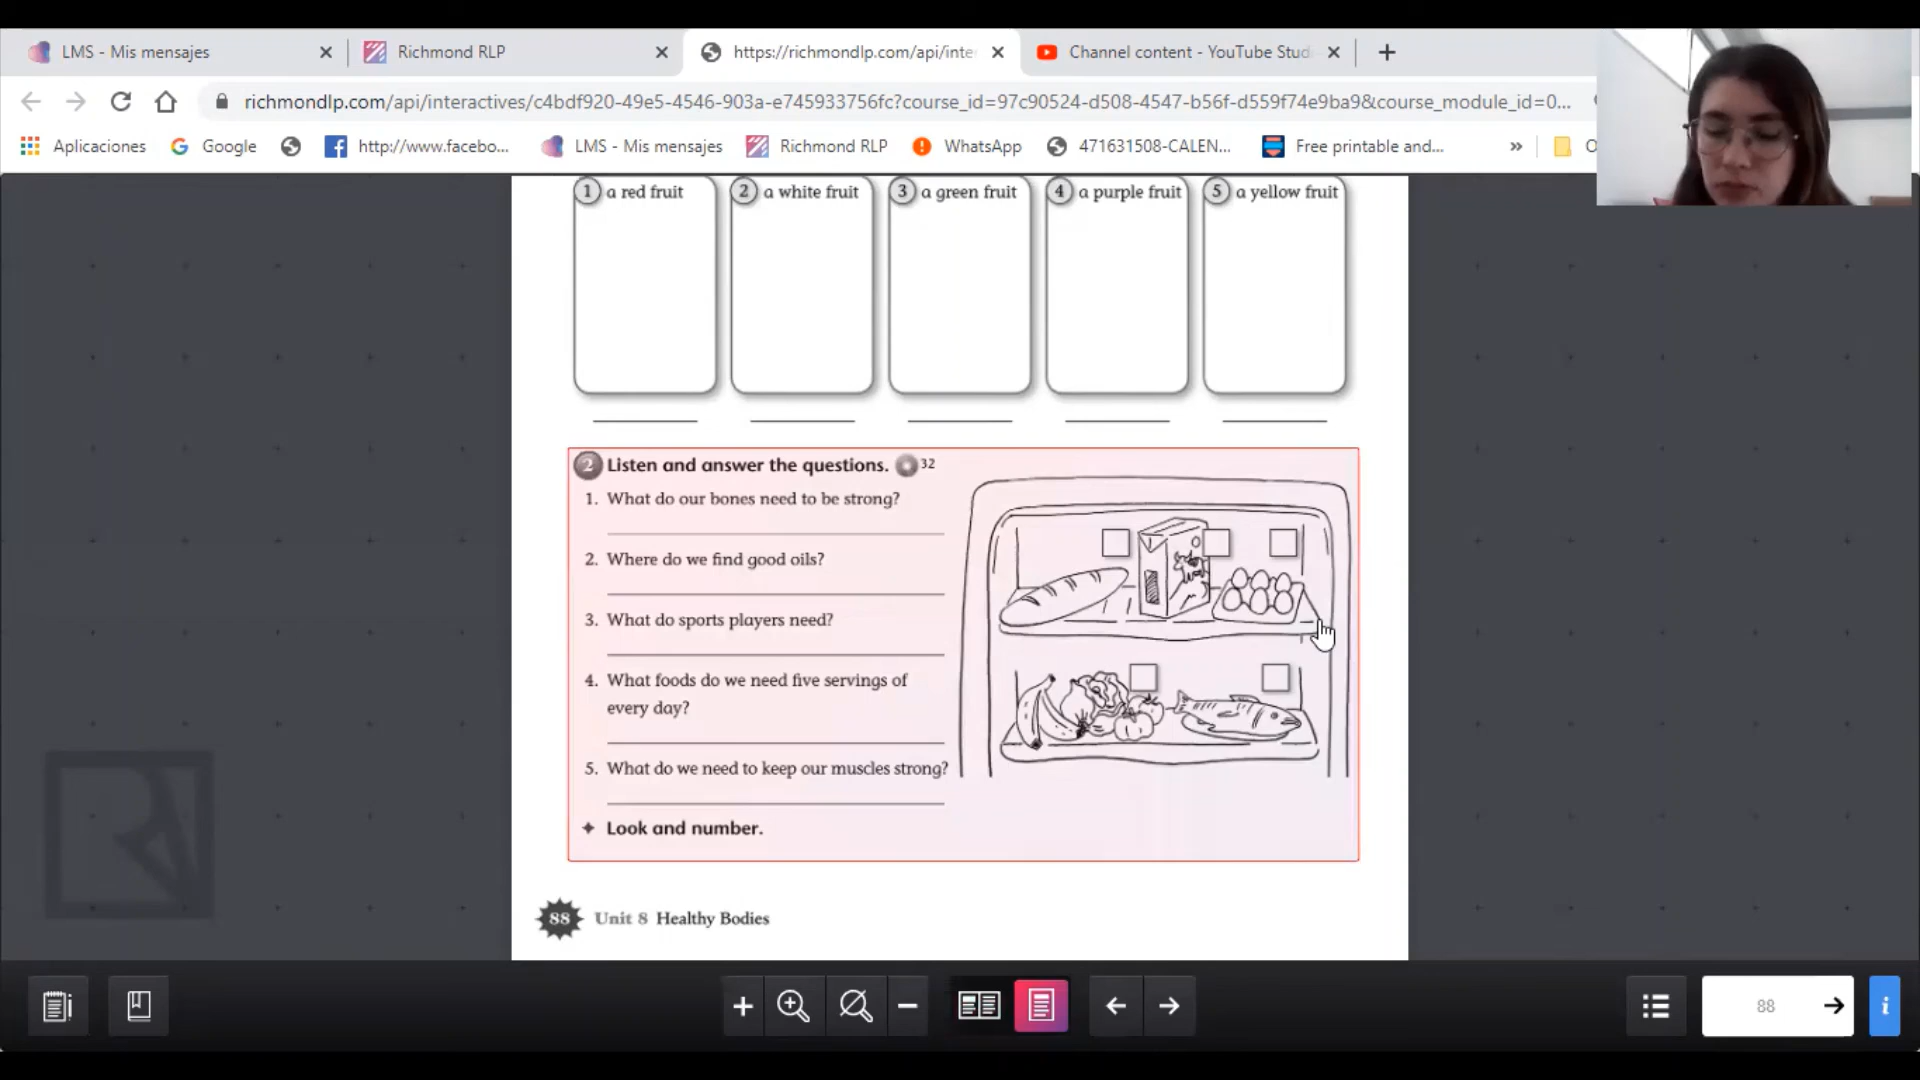 LMS - Mis mensajes
Richmond RLP
https://richmondlp.com/api/inte
Channel content - YouTube Stud
richmondlp.com/api/interactives/c4bdf920-49e5-4546-903a-e745933756fc?course_id=97c90524-d508-4547-b56f-d559f74e9ba9&course_module_id=0...
Aplicaciones
Google
http://www.facebo...
LMS - Mis mensajes
Richmond RLP
WhatsApp
471631508-CALEN...
Free printable and...
»
1 a red fruit
2 a white fruit
3 a green fruit
4 a purple fruit
5 a yellow fruit
2 Listen and answer the questions. 32
1. What do our bones need to be strong?
2. Where do we find good oils?
3. What do sports players need?
4. What foods do we need five servings of
every day?
5. What do we need to keep our muscles strong?
Look and number.
88 Unit 8 Healthy Bodies
88
i